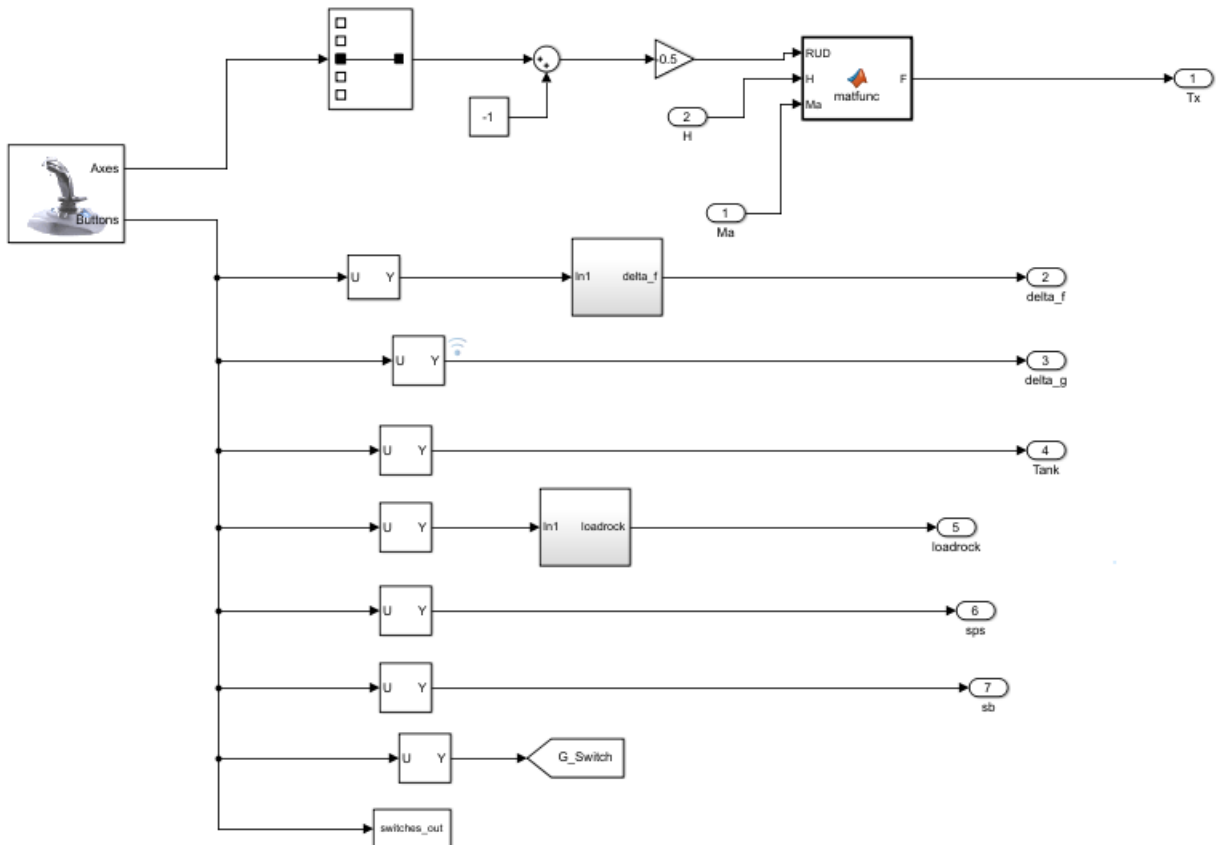 -0.5
RUD
H
Ma
F
matfunc
1
Tx
-1
2
H
Axes
Buttons
1
Ma
U Y
In1 delta_f
2
delta_f
U Y
3
delta_g
U Y
4
Tank
U Y
In1 loadrock
5
loadrock
U Y
6
sps
U Y
7
sb
U Y
G_Switch
switches_out